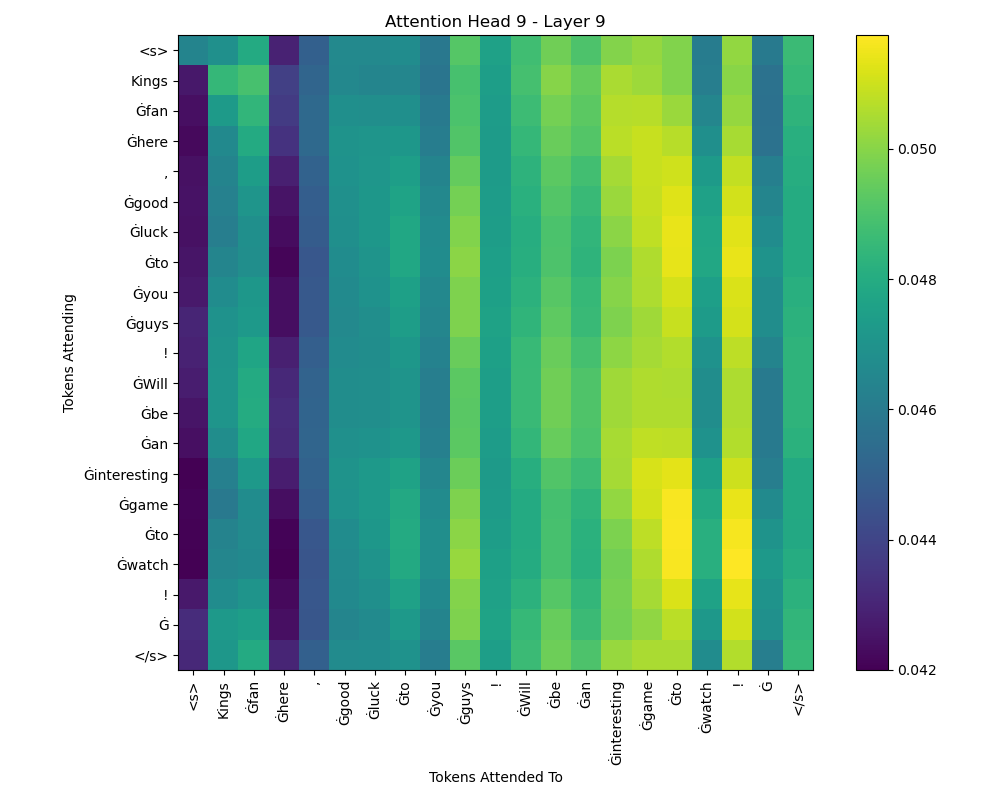 Attention Head 9 - Layer 9
<s>
Kings
Ġfan
Ġhere
,
Ġgood
Ġluck
Ġto
Ġyou
Ġguys
!
ĠWill
Ġbe
Ġan
Ġinteresting
Ġgame
Ġto
Ġwatch
!
Ġ
</s>
Tokens Attending
<s>
Kings
Ġfan
Ġhere
,
Ġgood
Ġluck
Ġto
Ġyou
Ġguys
!
ĠWill
Ġbe
Ġan
Ġinteresting
Ġgame
Ġto
Ġwatch
!
Ġ
</s>
Tokens Attended To
0.050
0.048
0.046
0.044
0.042